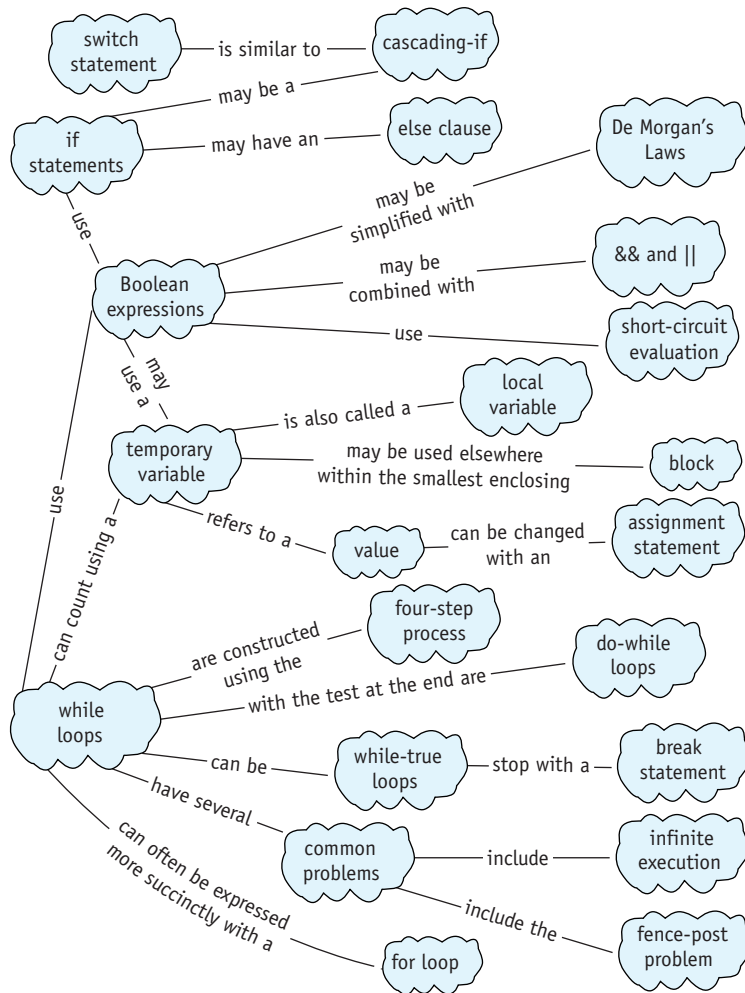 switch
statement
is similar to
cascading-if
may be a
if
statements
may have an
else clause
De Morgan's
Laws
use
may be
simplified with
Boolean
expressions
may be
combined with
&& and ||
use
short-circuit
evaluation
may
use a
is also called a
local
variable
temporary
variable
may be used elsewhere
within the smallest enclosing
block
use
can count using a
refers to a
value
can be changed
with an
assignment
statement
are constructed
using the
four-step
process
while
loops
with the test at the end are
do-while
loops
can be
while-true
loops
stop with a
break
statement
have several
common
problems
include
infinite
execution
include the
fence-post
problem
can often be expressed
more succinctly with a
for loop